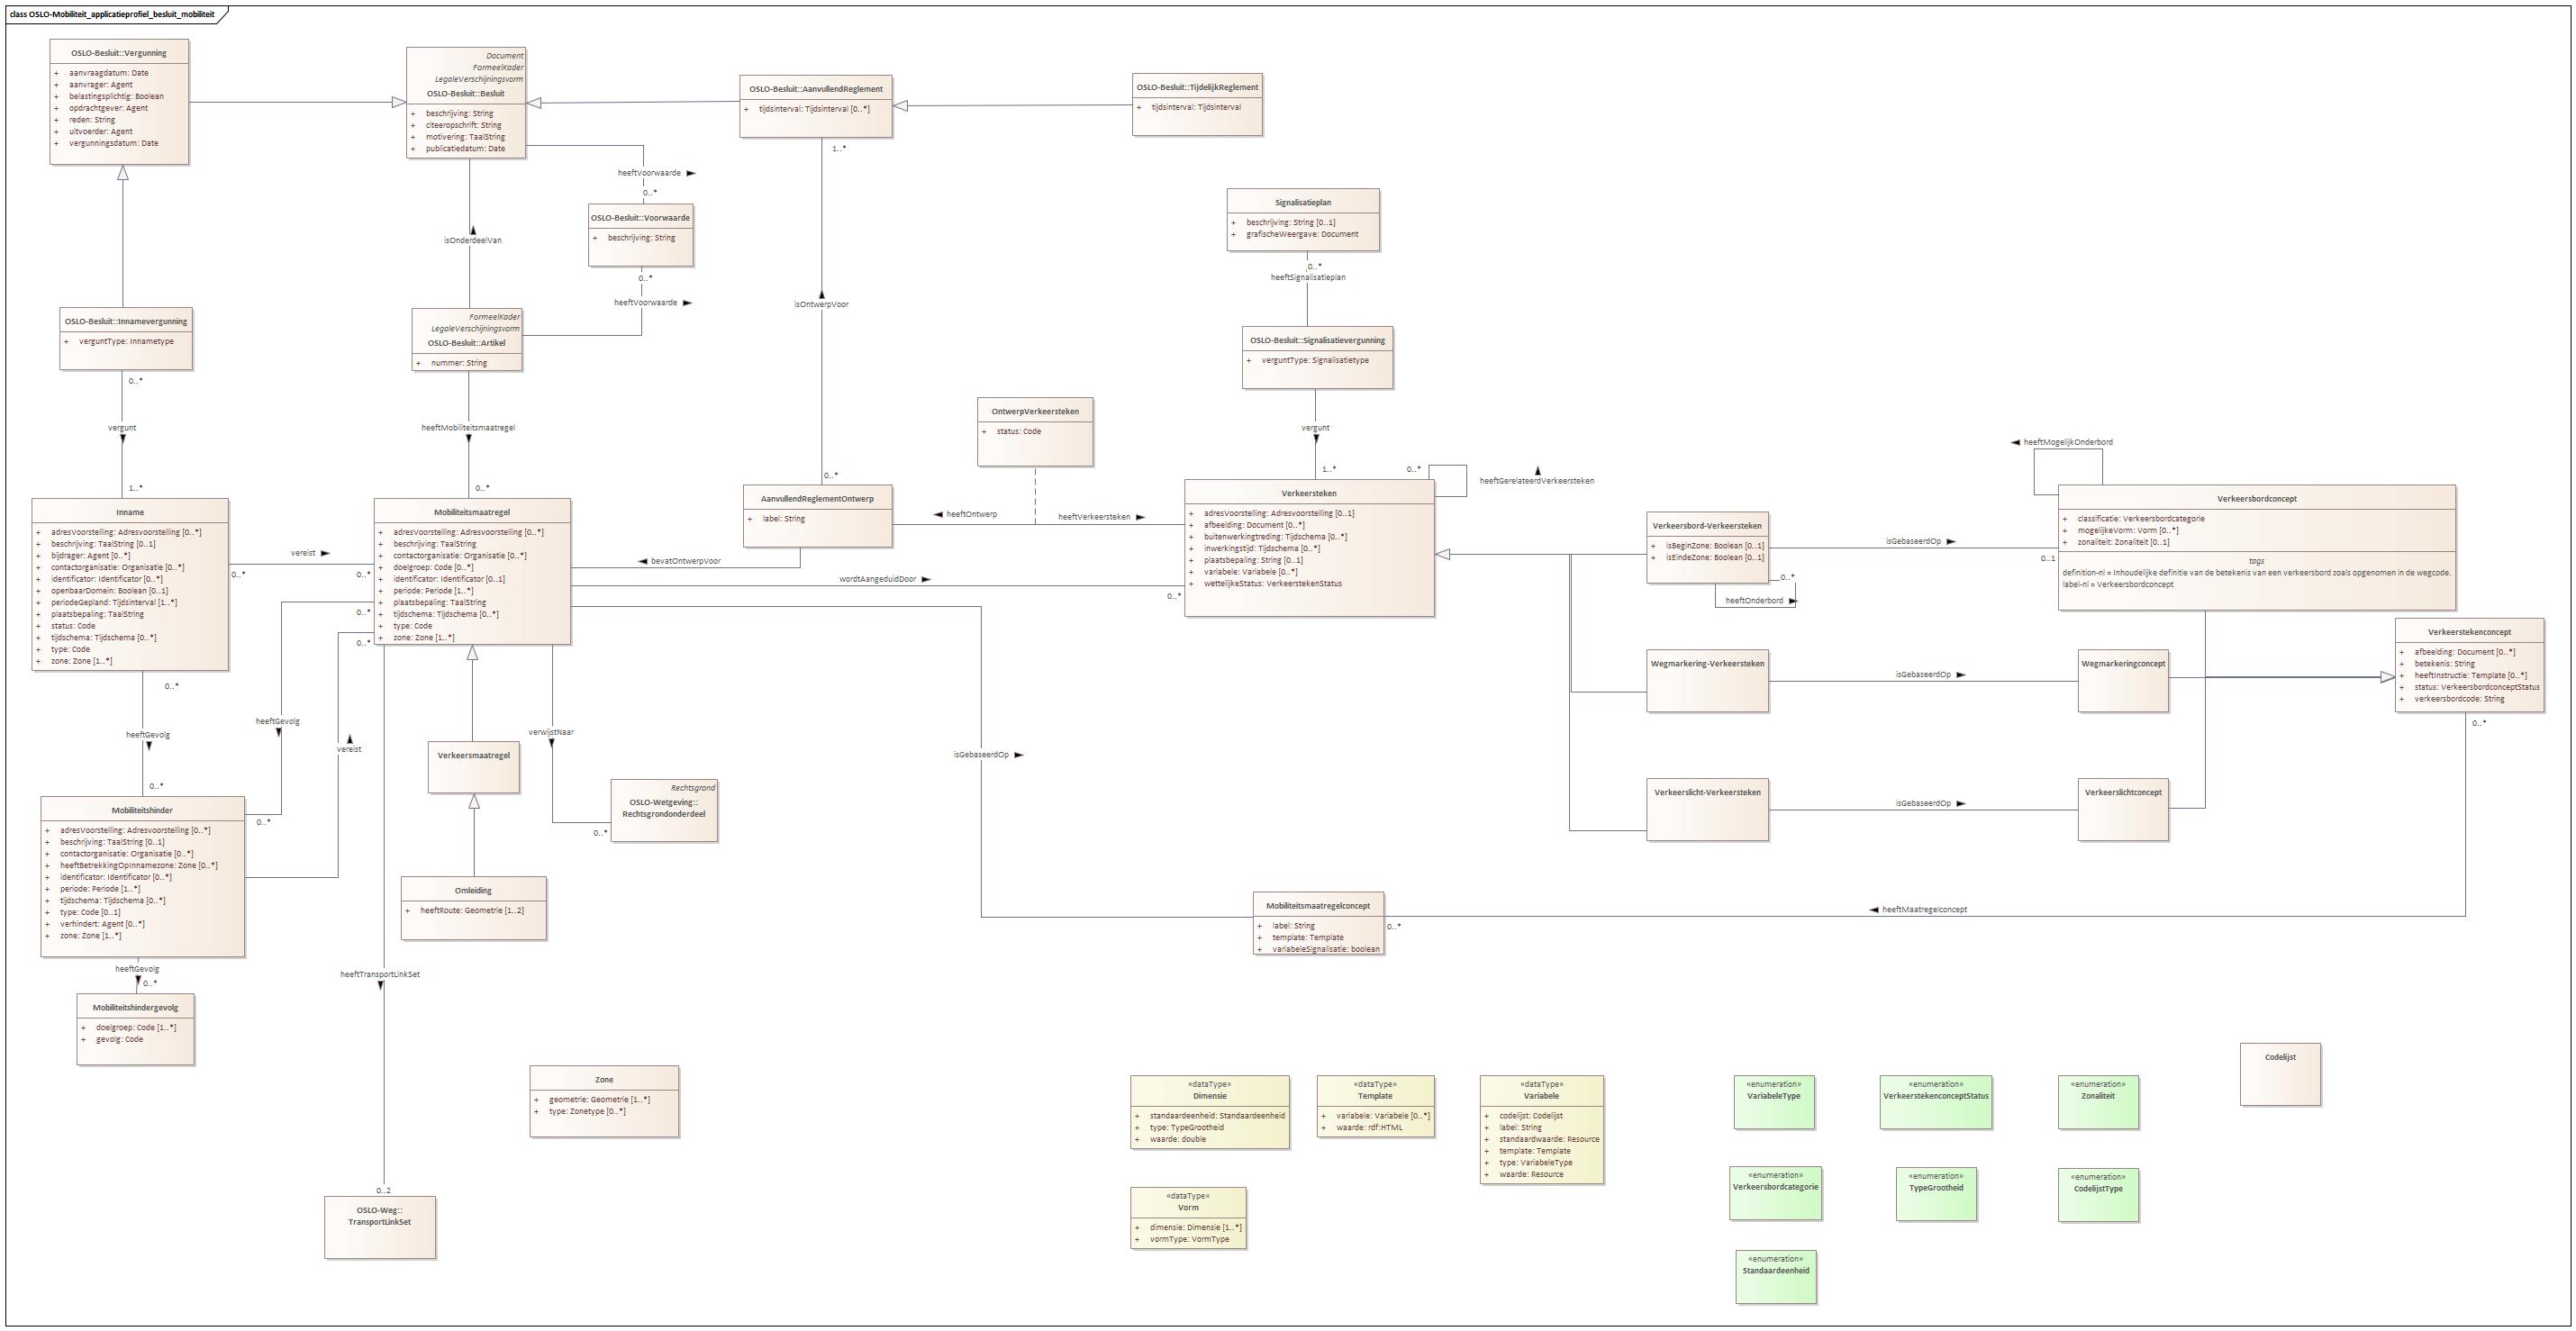 class OSLO-Mobiliteit_applicatieprofiel_besluit_mobiliteit
OSLO-Besluit::Vergunning
+ aanvraagdatum: Date
+ aanvrager: Agent
+ belastingsplichtig: Boolean
+ opdrachtgever: Agent
+ reden: String
+ uitvoerder: Agent
+ vergunningsdatum: Date
Document
FormeelKader
LegaleVerschijningsvorm
OSLO-Besluit::Besluit
+ beschrijving: String
+ citeeropschrift: String
+ motivering: TaalString
+ publicatiedatum: Date
OSLO-Besluit::AanvullendReglement
+ tijdsinterval: Tijdsinterval [0..*]
OSLO-Besluit::TijdelijkReglement
+ tijdsinterval: Tijdsinterval
1..*
heeftVoorwaarde
0..*
OSLO-Besluit::Voorwaarde
+ beschrijving: String
0..*
heeftVoorwaarde
isOnderdeelVan
Signalisatieplan
+ beschrijving: String [0..1]
+ grafischeWeergave: Document
0..*
heeftSignalisatieplan
isOntwerpVoor
OSLO-Besluit::Innamevergunning
+ verguntType: Innametype
FormeelKader
LegaleVerschijningsvorm
OSLO-Besluit::Artikel
+ nummer: String
OSLO-Besluit::Signalisatievergunning
+ verguntType: Signalisatietype
0..*
vergunt
1..*
heeftMobiliteitsmaatregel
0..*
OntwerpVerkeersteken
+ status: Code
vergunt
1..*
0..*
heeftGerelateerdVerkeersteken
heeftMogelijkOnderbord
0..*
Inname
+ adresVoorstelling: Adresvoorstelling [0..*]
+ beschrijving: TaalString [0..1]
+ bijdrager: Agent [0..*]
+ contactorganisatie: Organisatie [0..*]
+ identificator: Identificator [0..*]
+ openbaarDomein: Boolean [0..1]
+ periodeGepland: Tijdsinterval [1..*]
+ plaatsbepaling: TaalString
+ status: Code
+ tijdschema: Tijdschema [0..*]
+ type: Code
+ zone: Zone [1..*]
vereist
0..*
0..*
Mobiliteitsmaatregel
+ adresVoorstelling: Adresvoorstelling [0..*]
+ beschrijving: TaalString
+ contactorganisatie: Organisatie [0..*]
+ doelgroep: Code [0..*]
+ identificator: Identificator [0..1]
+ periode: Periode [1..*]
+ plaatsbepaling: TaalString
+ tijdschema: Tijdschema [0..*]
+ type: Code
+ zone: Zone [1..*]
0..*
0..*
AanvullendReglementOntwerp
+ label: String
heeftOntwerp
heeftVerkeersteken
bevatOntwerpVoor
wordtAangeduidDoor
0..*
Verkeersteken
+ adresVoorstelling: Adresvoorstelling [0..1]
+ afbeelding: Document [0..*]
+ buitenwerkingtreding: Tijdschema [0..*]
+ inwerkingstijd: Tijdschema [0..*]
+ plaatsbepaling: String [0..1]
+ variabele: Variabele [0..*]
+ wettelijkeStatus: VerkeerstekenStatus
Verkeersbord-Verkeersteken
+ isBeginZone: Boolean [0..1]
+ isEindeZone: Boolean [0..1]
0..*
heeftOnderbord
isGebaseerdOp
0..1
Verkeersbordconcept
+ classificatie: Verkeersbordcategorie
+ mogelijkeVorm: Vorm [0..*]
+ zonaliteit: Zonaliteit [0..1]
tags
definition-nl = Inhoudelijke definitie van de betekenis van een verkeersbord zoals opgenomen in de wegcode.
label-nl = Verkeersbordconcept
Wegmarkering-Verkeersteken
isGebaseerdOp
Wegmarkeringconcept
Verkeerstekenconcept
+ afbeelding: Document [0..*]
+ betekenis: String
+ heeftInstructie: Template [0..*]
+ status: VerkeersbordconceptStatus
+ verkeersbordcode: String
0..*
0..*
heeftGevolg
0..*
heeftGevolg
vereist
Verkeersmaatregel
verwijstNaar
isGebaseerdOp
Verkeerslicht-Verkeersteken
isGebaseerdOp
Verkeerslichtconcept
Rechtsgrond
OSLO-Wetgeving::
Rechtsgrondonderdeel
0..*
Mobiliteitshinder
+ adresVoorstelling: Adresvoorstelling [0..*]
+ beschrijving: TaalString [0..1]
+ contactorganisatie: Organisatie [0..*]
+ heeftBetrekkingOpInnamezone: Zone [0..*]
+ identificator: Identificator [0..*]
+ periode: Periode [1..*]
+ tijdschema: Tijdschema [0..*]
+ type: Code [0..1]
+ verhindert: Agent [0..*]
+ zone: Zone [1..*]
0..*
Omleiding
+ heeftRoute: Geometrie [1..2]
Mobiliteitsmaatregelconcept
+ label: String
+ template: Template
+ variabeleSignalisatie: boolean
0..*
heeftMaatregelconcept
heeftGevolg
0..*
heeftTransportLinkSet
Mobiliteitshindergevolg
+ doelgroep: Code [1..*]
+ gevolg: Code
Zone
+ geometrie: Geometrie [1..*]
+ type: Zonetype [0..*]
«dataType»
Dimensie
+ standaardeenheid: Standaardeenheid
+ type: TypeGrootheid
+ waarde: double
«dataType»
Template
+ variabele: Variabele [0..*]
+ waarde: rdf:HTML
«dataType»
Variabele
+ codelijst: Codelijst
+ label: String
+ standaardwaarde: Resource
+ template: Template
+ type: VariabeleType
+ waarde: Resource
«enumeration»
VariabeleType
«enumeration»
VerkeerstekenconceptStatus
«enumeration»
Zonaliteit
Codelijst
0..2
OSLO-Weg::
TransportLinkSet
«dataType»
Vorm
+ dimensie: Dimensie [1..*]
+ vormType: VormType
«enumeration»
Verkeersbordcategorie
«enumeration»
TypeGrootheid
«enumeration»
CodelijstType
«enumeration»
Standaardeenheid